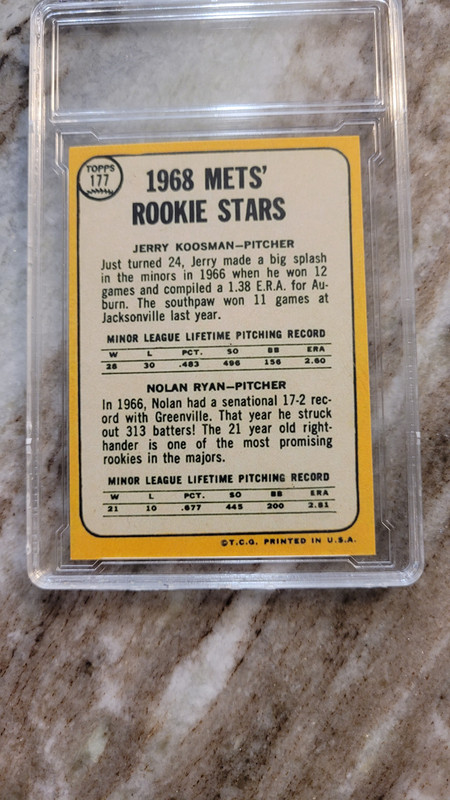 TOPPS
177
1968 METS'
ROOKIE STARS
JERRY KOOSMAN—PITCHER
Just turned 24, Jerry made a big splash
in the minors in 1966 when he won 12
games and compiled a 1.38 E.R.A. for Au-
burn. The southpaw won 11 games at
Jacksonville last year.
MINOR LEAGUE LIFETIME PITCHING RECORD
W L PCT. SO BB ERA
28 30 .483 496 156 2.60
NOLAN RYAN—PITCHER
In 1966, Nolan had a senational 17-2 rec-
ord with Greenville. That year he struck
out 313 batters! The 21 year old right-
hander is one of the most promising
rookies in the majors.
MINOR LEAGUE LIFETIME PITCHING RECORD
W L PCT. SO BB ERA
21 10 .677 445 200 2.81
©T.C.G. PRINTED IN U.S.A.